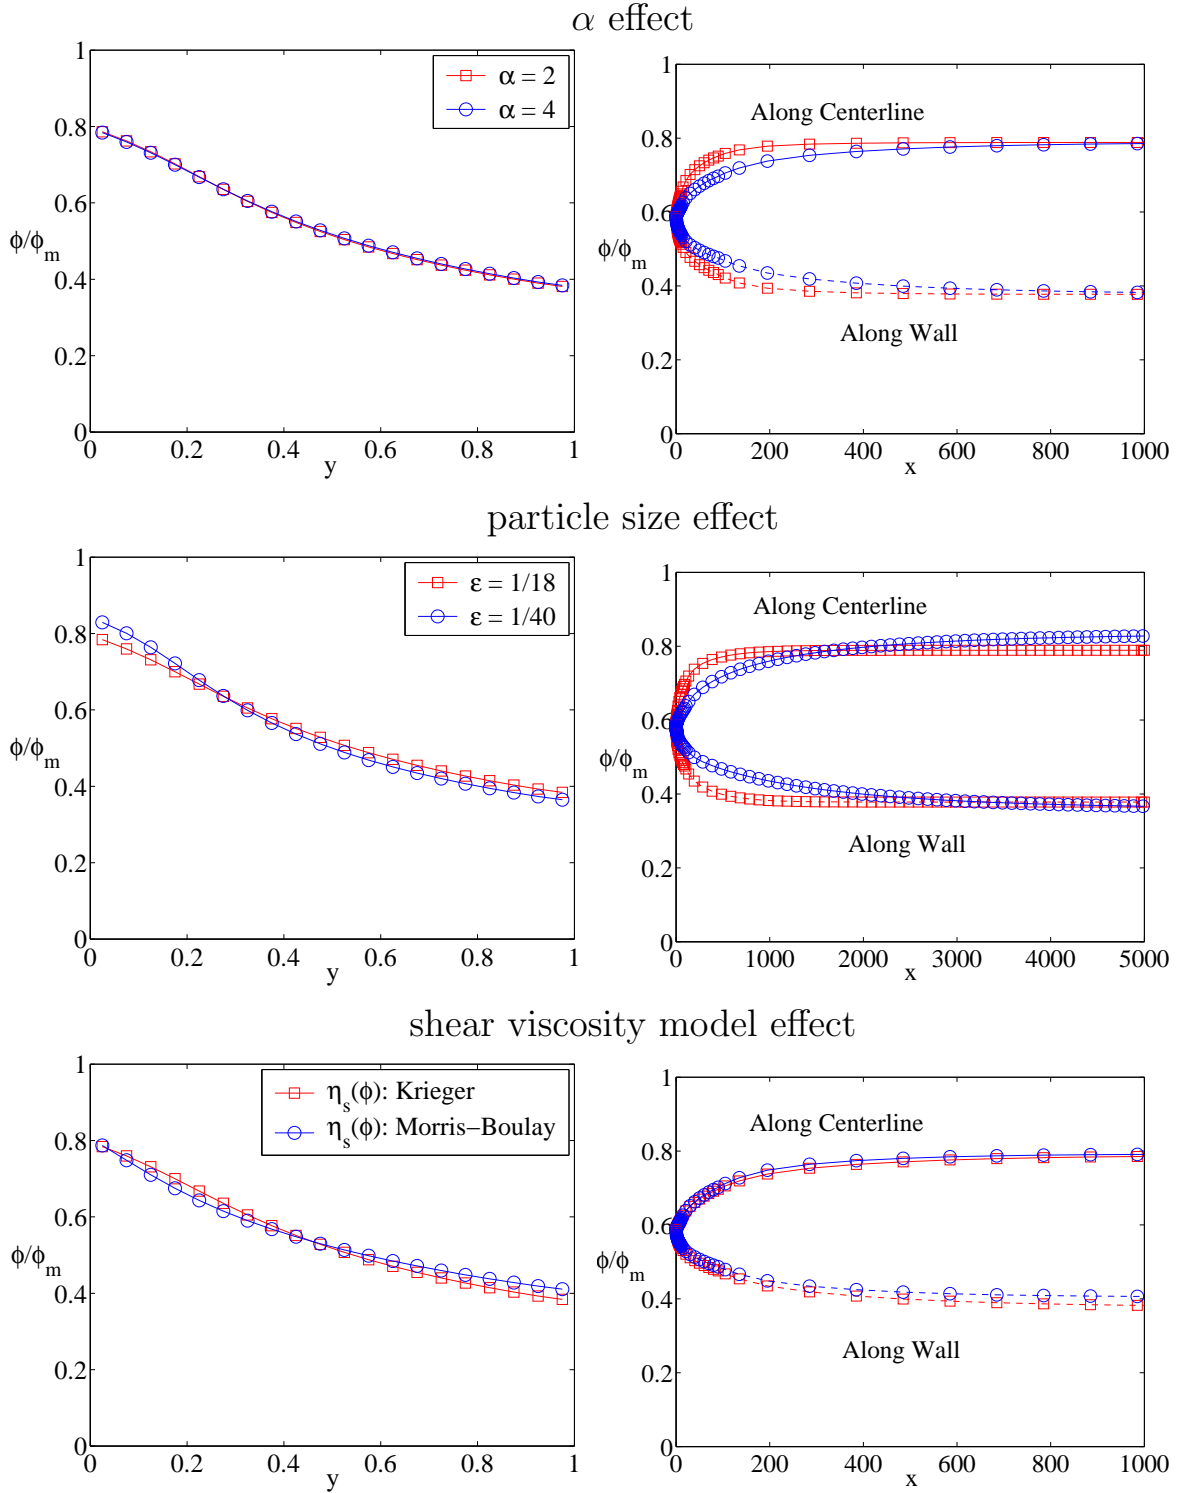 α effect
1
0.8
0.6
0.4
0.2
0
ϕ/ϕm
0 0.2 0.4 0.6 0.8 1
y
α = 2
α = 4
1
0.8
0.6
0.4
0.2
0
ϕ/ϕm
0 200 400 600 800 1000
x
Along Centerline
Along Wall
particle size effect
1
0.8
0.6
0.4
0.2
0
ϕ/ϕm
0 0.2 0.4 0.6 0.8 1
y
ε = 1/18
ε = 1/40
1
0.8
0.6
0.4
0.2
0
ϕ/ϕm
0 1000 2000 3000 4000 5000
x
Along Centerline
Along Wall
shear viscosity model effect
1
0.8
0.6
0.4
0.2
0
ϕ/ϕm
0 0.2 0.4 0.6 0.8 1
y
ηs(ϕ): Krieger
ηs(ϕ): Morris−Boulay
1
0.8
0.6
0.4
0.2
0
ϕ/ϕm
0 200 400 600 800 1000
x
Along Centerline
Along Wall